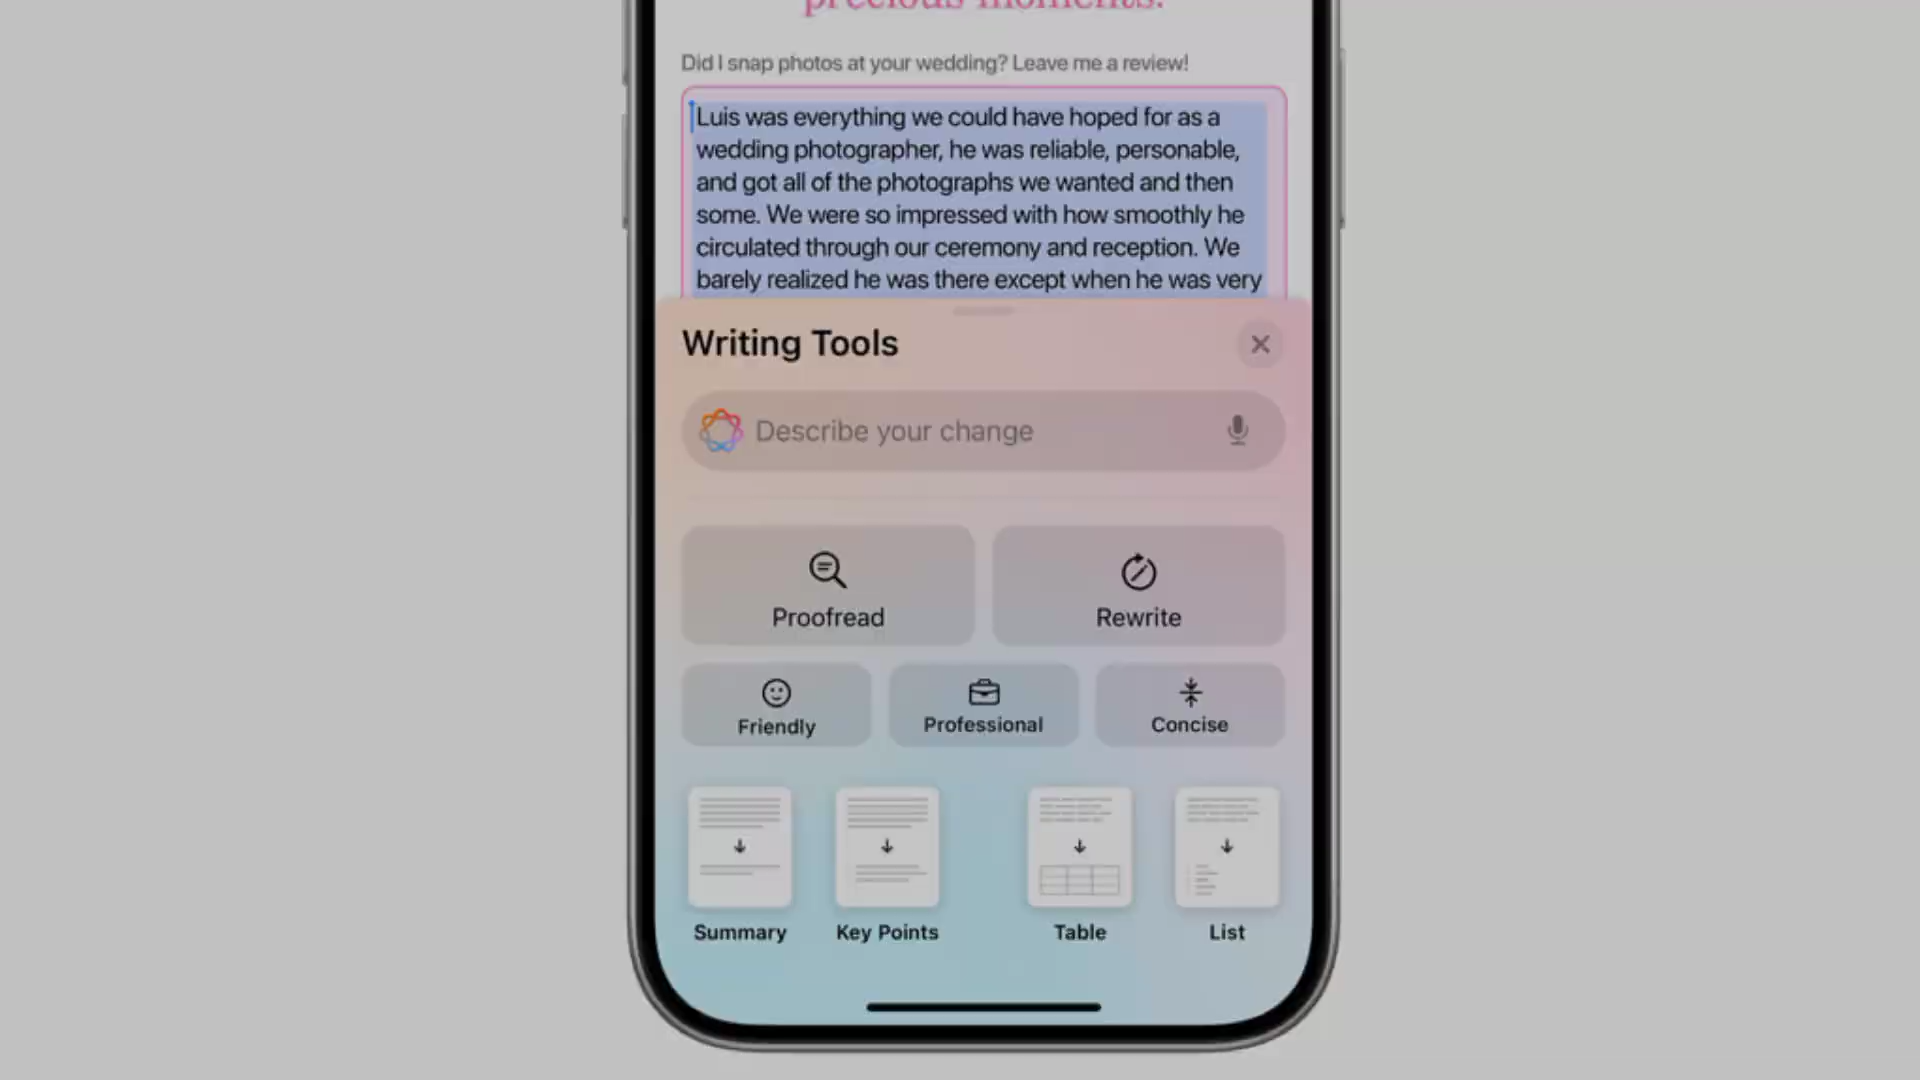 precious moments.
Did I snap photos at your wedding? Leave me a review!
Luis was everything we could have hoped for as a
wedding photographer, he was reliable, personable,
and got all of the photographs we wanted and then
some. We were so impressed with how smoothly he
circulated through our ceremony and reception. We
barely realized he was there except when he was very
Writing Tools
Describe your change
Proofread
Rewrite
Friendly
Professional
Concise
Summary
Key Points
Table
List